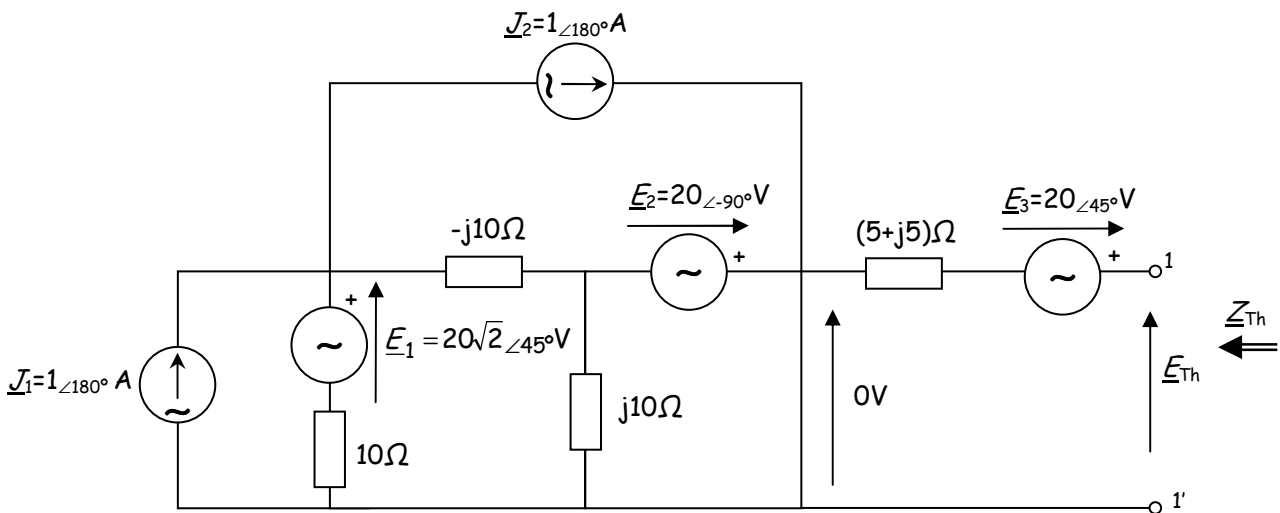 J2=1∠180°A
E2=20∠-90°V
E3=20∠45°V
-j10Ω
(5+j5)Ω
+
+
1
+
E1 = 20√2∠45°V
ZTh
J1=1∠180° A
0V
ETh
j10Ω
10Ω
1'